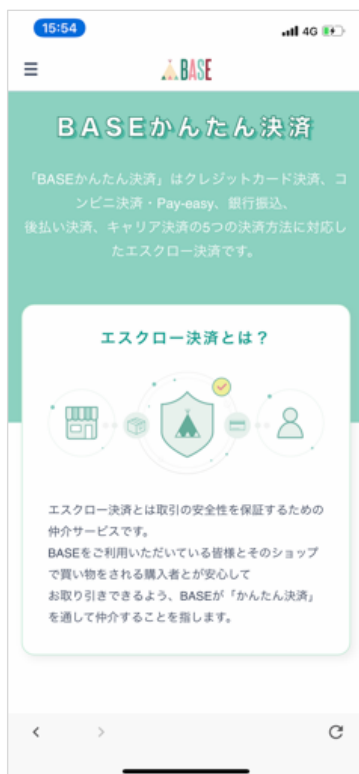 15:54
4G
BASE
BASEかんたん決済
「BASEかんたん決済」はクレジットカード決済、コ
ンビニ決済・Pay-easy、銀行振込、
後払い決済、キャリア決済の5つの決済方法に対応し
たエスクロー決済です。
エスクロー決済とは？
エスクロー決済とは取引の安全性を保証するための
仲介サービスです。
BASEをご利用いただいている皆様とそのショップ
で買い物をされる購入者とが安心して
お取り引きできるよう、BASEが「かんたん決済」
を通して仲介することを指します。